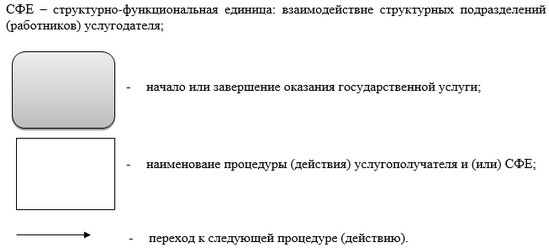 СФЕ – структурно-функциональная единица: взаимодействие структурных подразделений
(работников) услугодателя;
- начало или завершение оказания государственной услуги;
- наименоваие процедуры (действия) услугополучателя и (или) СФЕ;
- переход к следующей процедуре (действию).